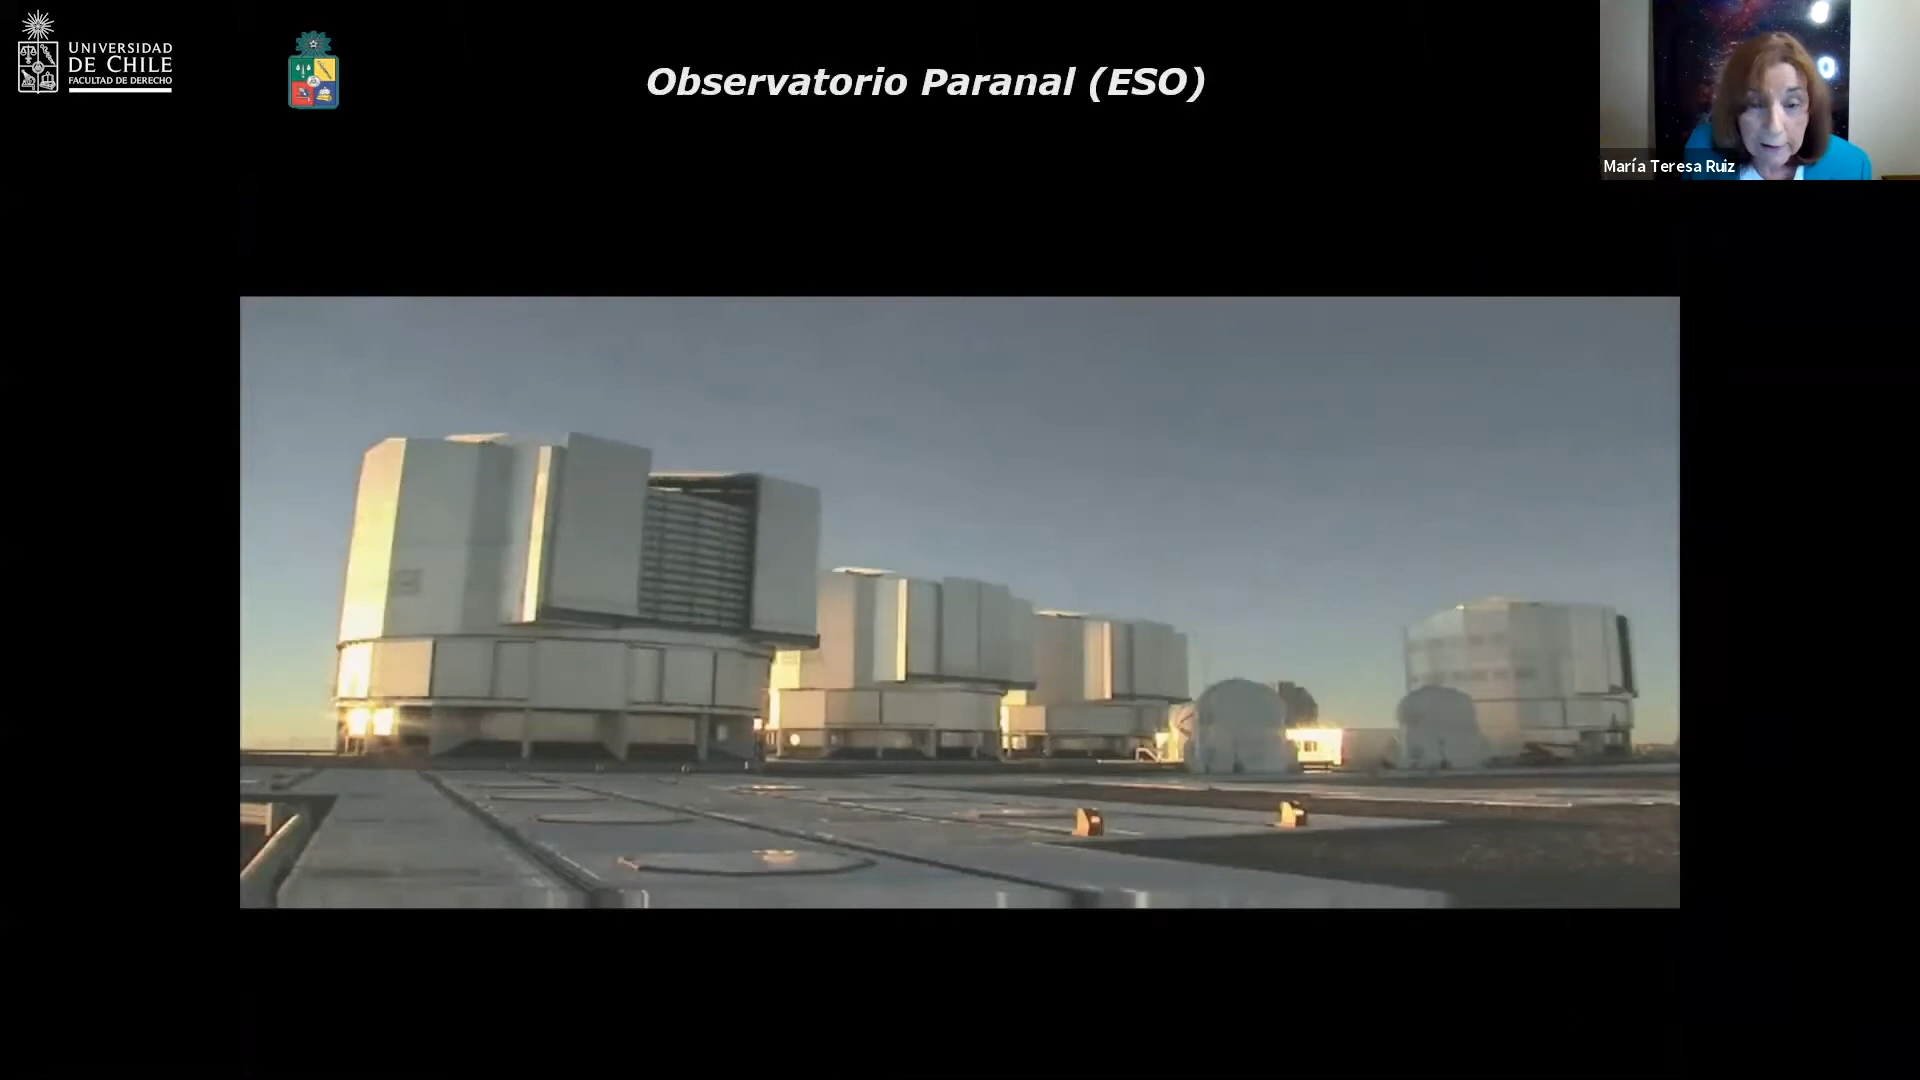 UNIVERSIDAD
DE CHILE
FACULTAD DE DERECHO
Observatorio Paranal (ESO)
María Teresa Ruiz